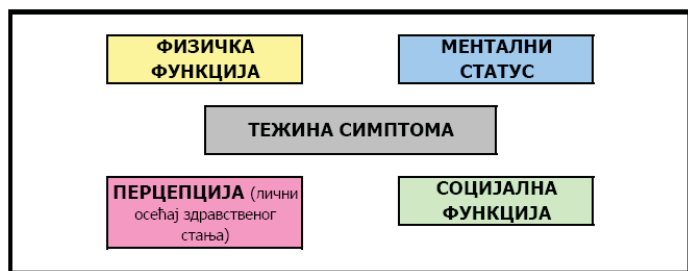 ФИЗИЧКА
ФУНКЦИЈА
МЕНТАЛНИ
СТАТУС
ТЕЖИНА СИМПТОМА
ПЕРЦЕПЦИЈА (лични
осећај здравственог
стања)
СОЦИЈАЛНА
ФУНКЦИЈА